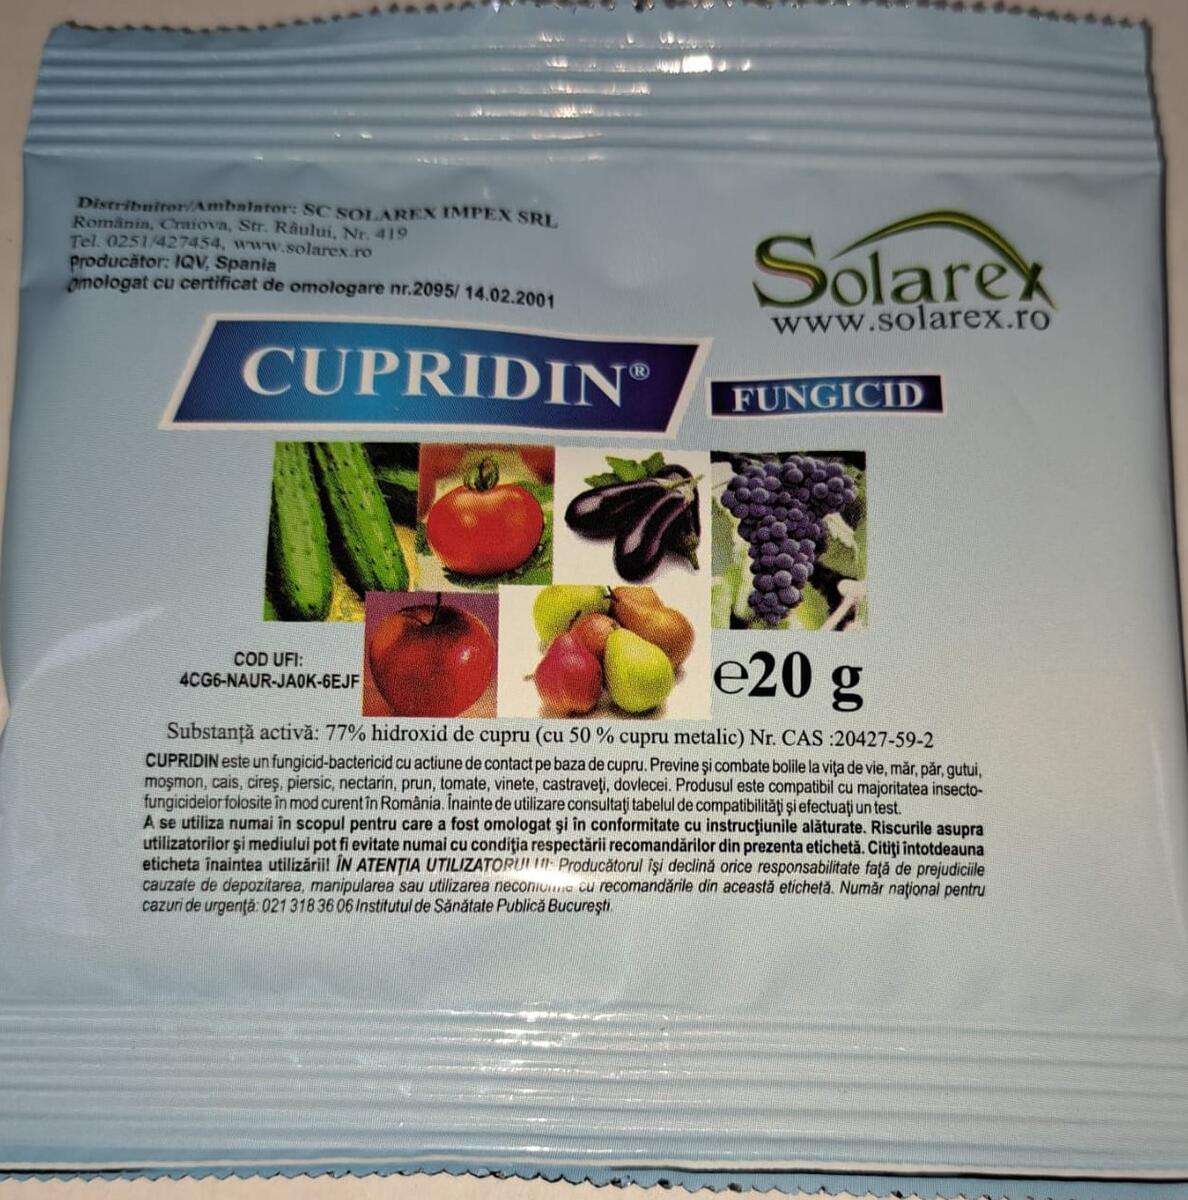 Distribuitor/Ambalator: SC SOLAREX IMPEX SRL
România, Craiova, Str. Râului, Nr. 419
Tel. 0251/427454, www.solarex.ro
Producător: IQV, Spania
omologat cu certificat de omologare nr.2095/ 14.02.2001
Solarex
www.solarex.ro
CUPRIDIN®
FUNGICID
COD UFI:
4CG6-NAUR-JA0K-6EJF
℮20 g
Substanță activă: 77% hidroxid de cupru (cu 50 % cupru metalic) Nr. CAS :20427-59-2
CUPRIDIN este un fungicid-bactericid cu actiune de contact pe baza de cupru. Previne și combate bolile la vița de vie, măr, păr, gutui,
moșmon, cais, cireș, piersic, nectarin, prun, tomate, vinete, castraveți, dovlecei. Produsul este compatibil cu majoritatea insecto-
fungicidelor folosite în mod curent în România. Înainte de utilizare consultați tabelul de compatibilități și efectuați un test.
A se utiliza numai în scopul pentru care a fost omologat și în conformitate cu instrucțiunile alăturate. Riscurile asupra
utilizatorilor și mediului pot fi evitate numai cu condiția respectării recomandărilor din prezenta etichetă. Citiți întotdeauna
eticheta înaintea utilizării! ÎN ATENȚIA UTILIZATORULUI: Producătorul își declină orice responsabilitate față de prejudiciile
cauzate de depozitarea, manipularea sau utilizarea neconforme cu recomandările din această etichetă. Număr național pentru
cazuri de urgență: 021 318 36 06 Institutul de Sănătate Publică București.